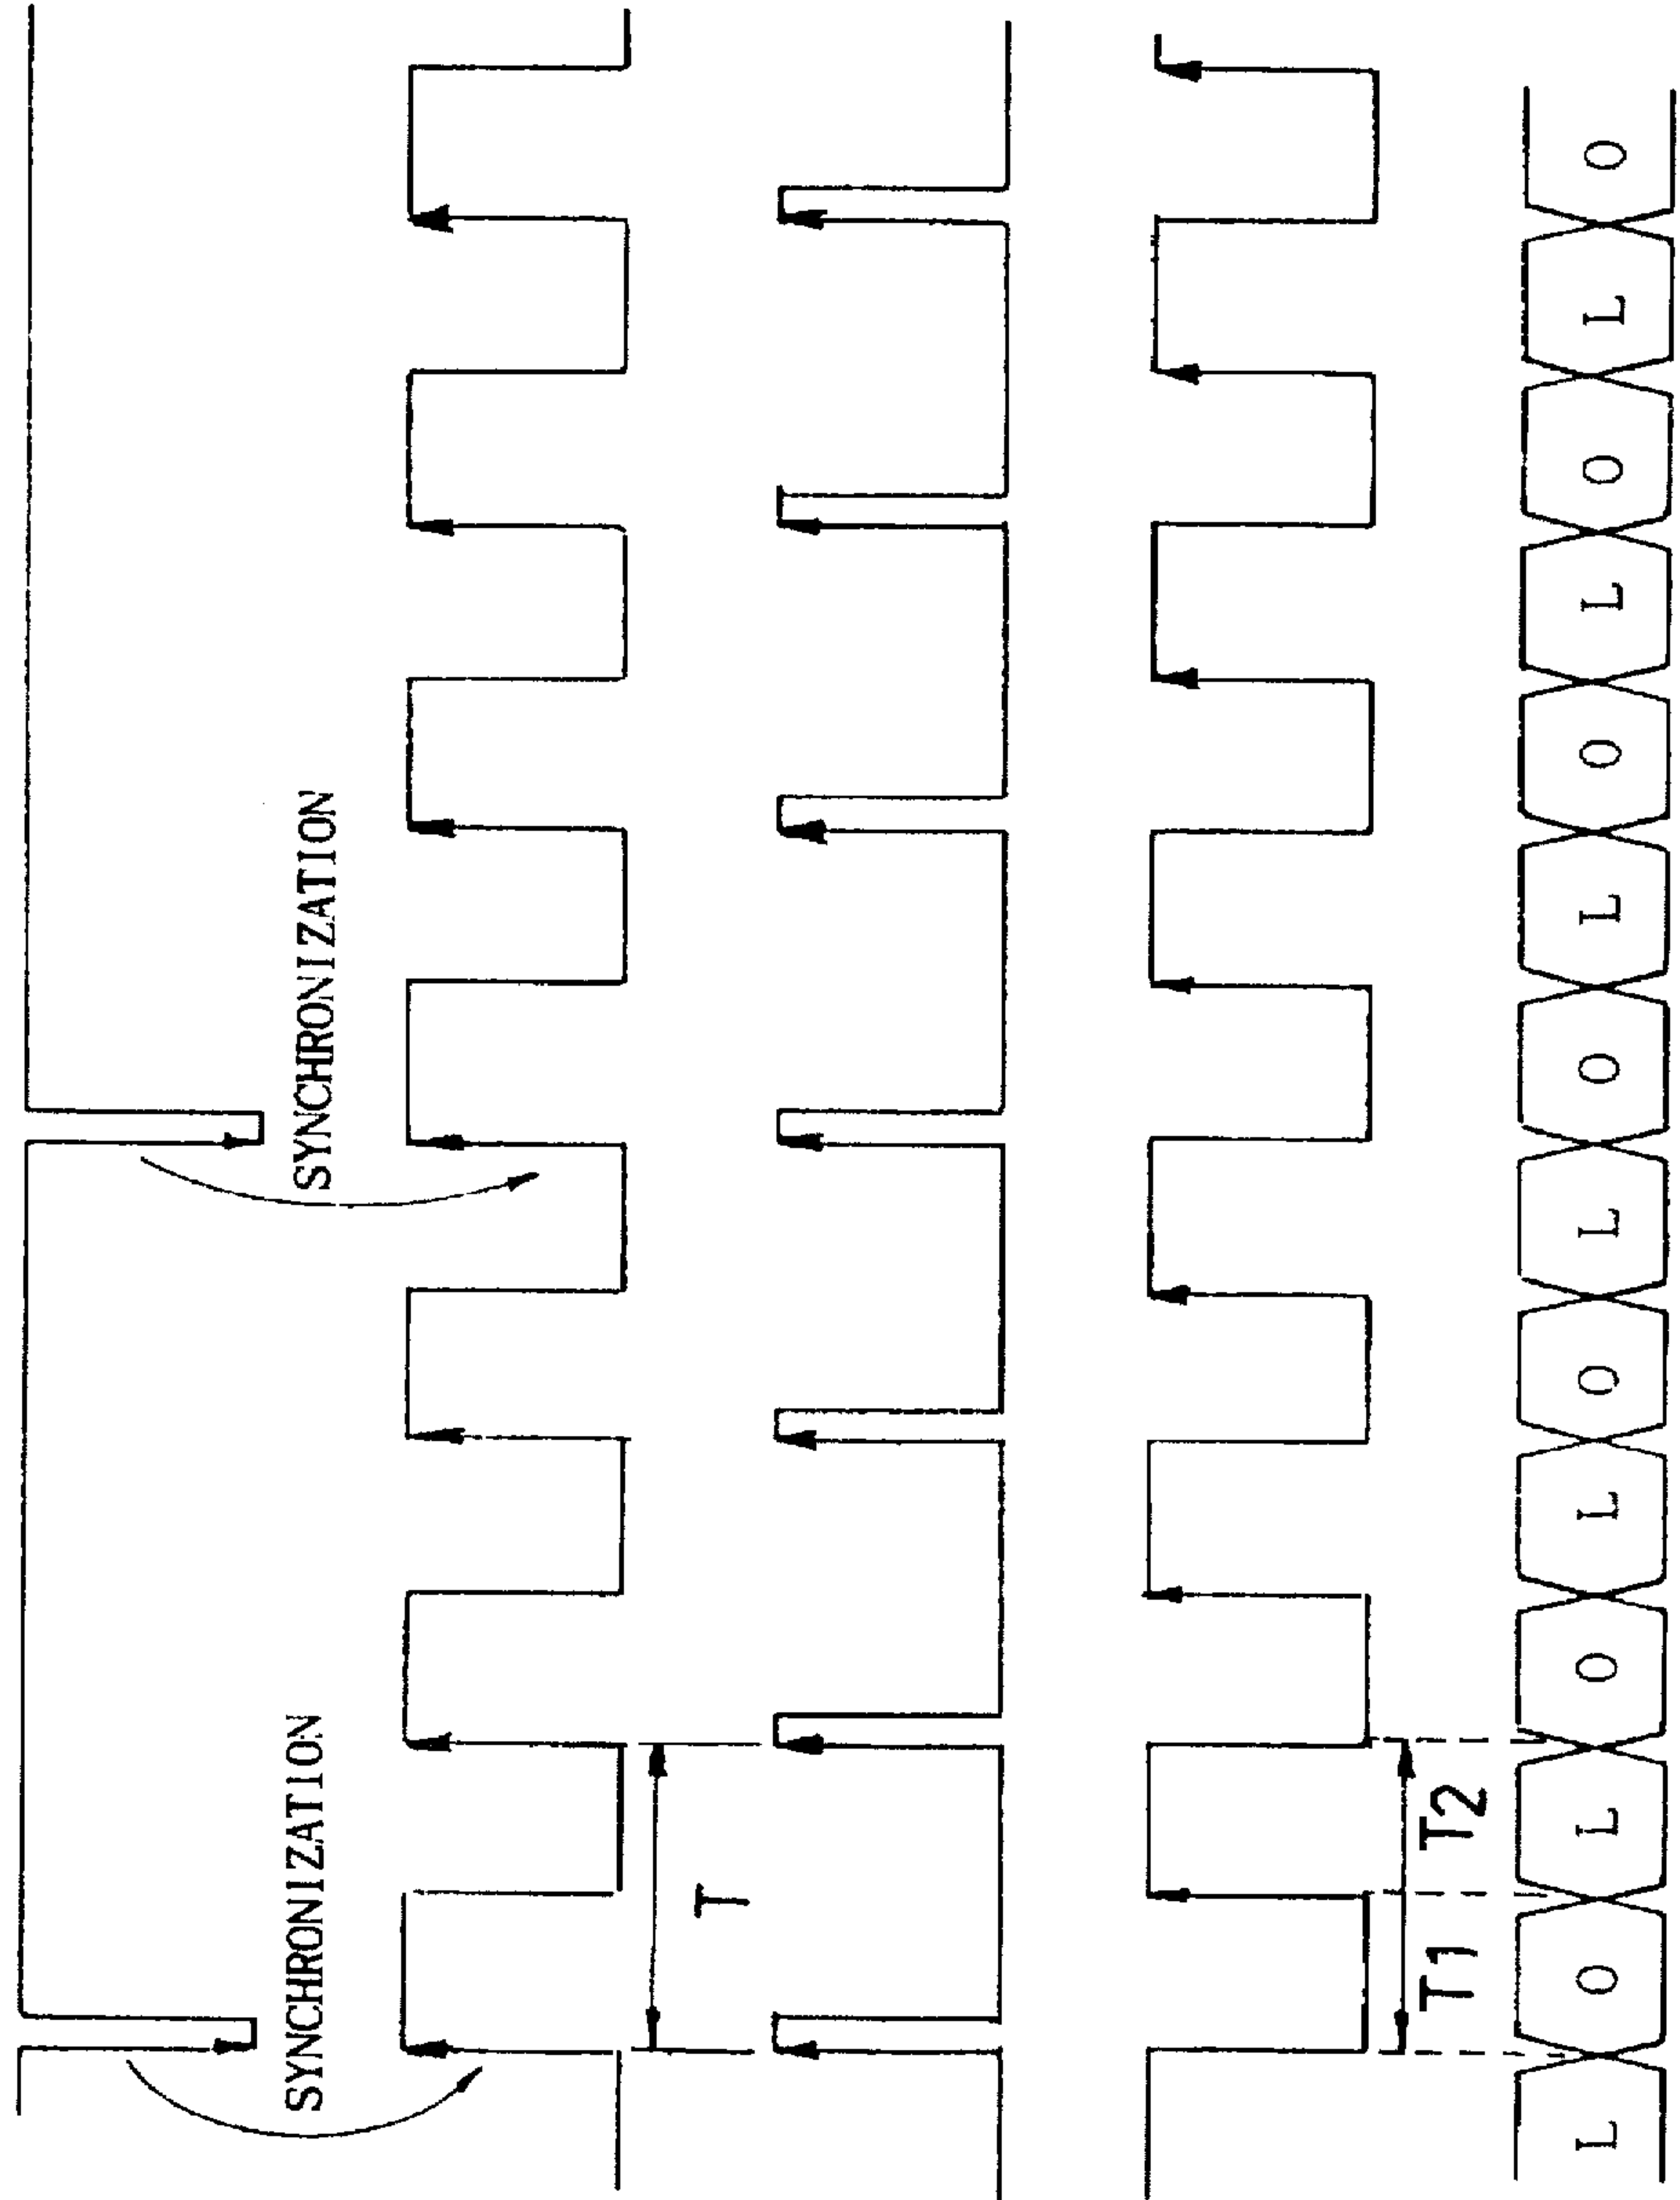 SYNCHRONIZATION SYNCHRONIZATION
T
T1 T2
L O L O L O L O L O L O L O